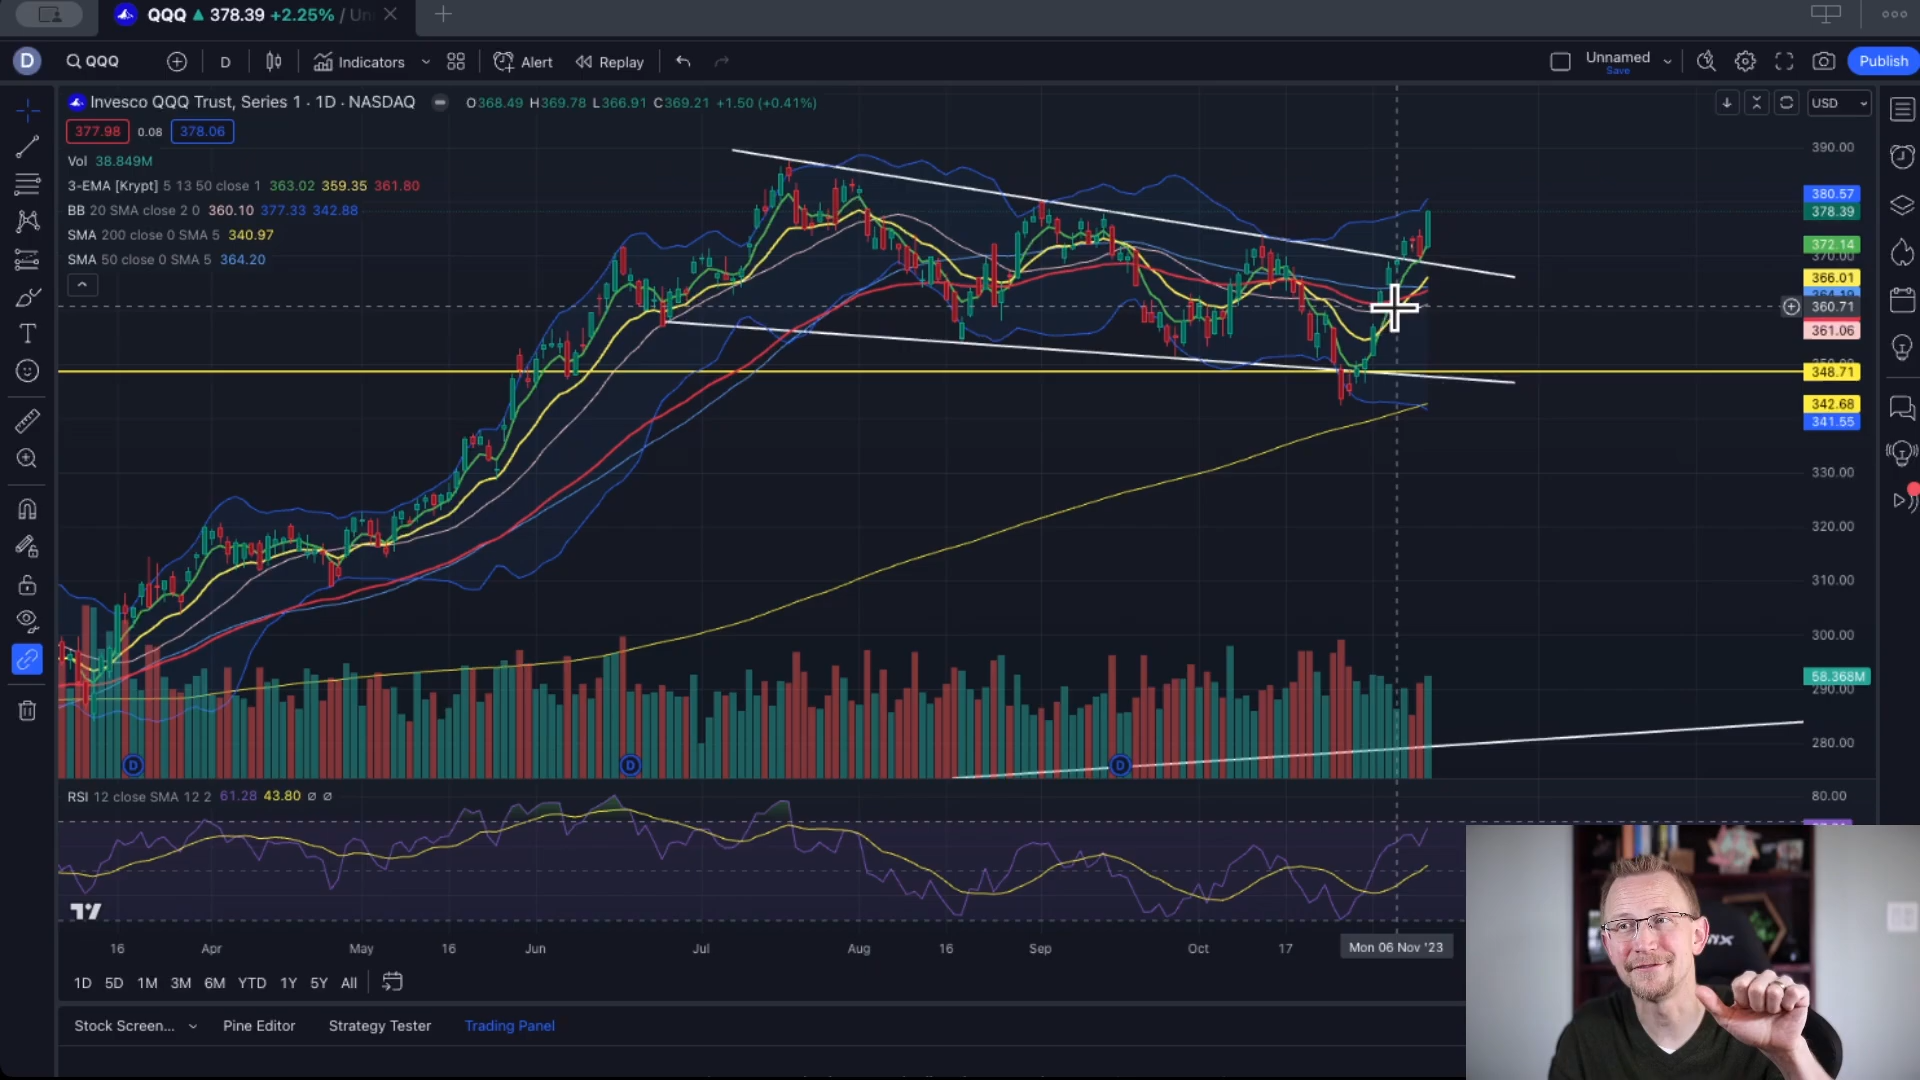 QQQ ▲ 378.39 +2.25% / Un
D QQQ D Indicators Alert Replay Unnamed Save Publish
Invesco QQQ Trust, Series 1 · 1D · NASDAQ O368.49 H369.78 L366.91 C369.21 +1.50 (+0.41%) USD
377.98 0.08 378.06
Vol 38.849M
3-EMA [Krypt] 5 13 50 close 1 363.02 359.35 361.80
BB 20 SMA close 2 0 360.10 377.33 342.88
SMA 200 close 0 SMA 5 340.97
SMA 50 close 0 SMA 5 364.20
390.00
380.57
378.39
372.14
370.00
366.01
360.71
361.06
350.00
348.71
342.68
341.55
330.00
320.00
310.00
300.00
58.368M
290.00
280.00
D D D
RSI 12 close SMA 12 2 61.28 43.80 ø ø
80.00
16 Apr May 16 Jun Jul Aug 16 Sep Oct 17 Mon 06 Nov '23
1D 5D 1M 3M 6M YTD 1Y 5Y All
Stock Screen... Pine Editor Strategy Tester Trading Panel